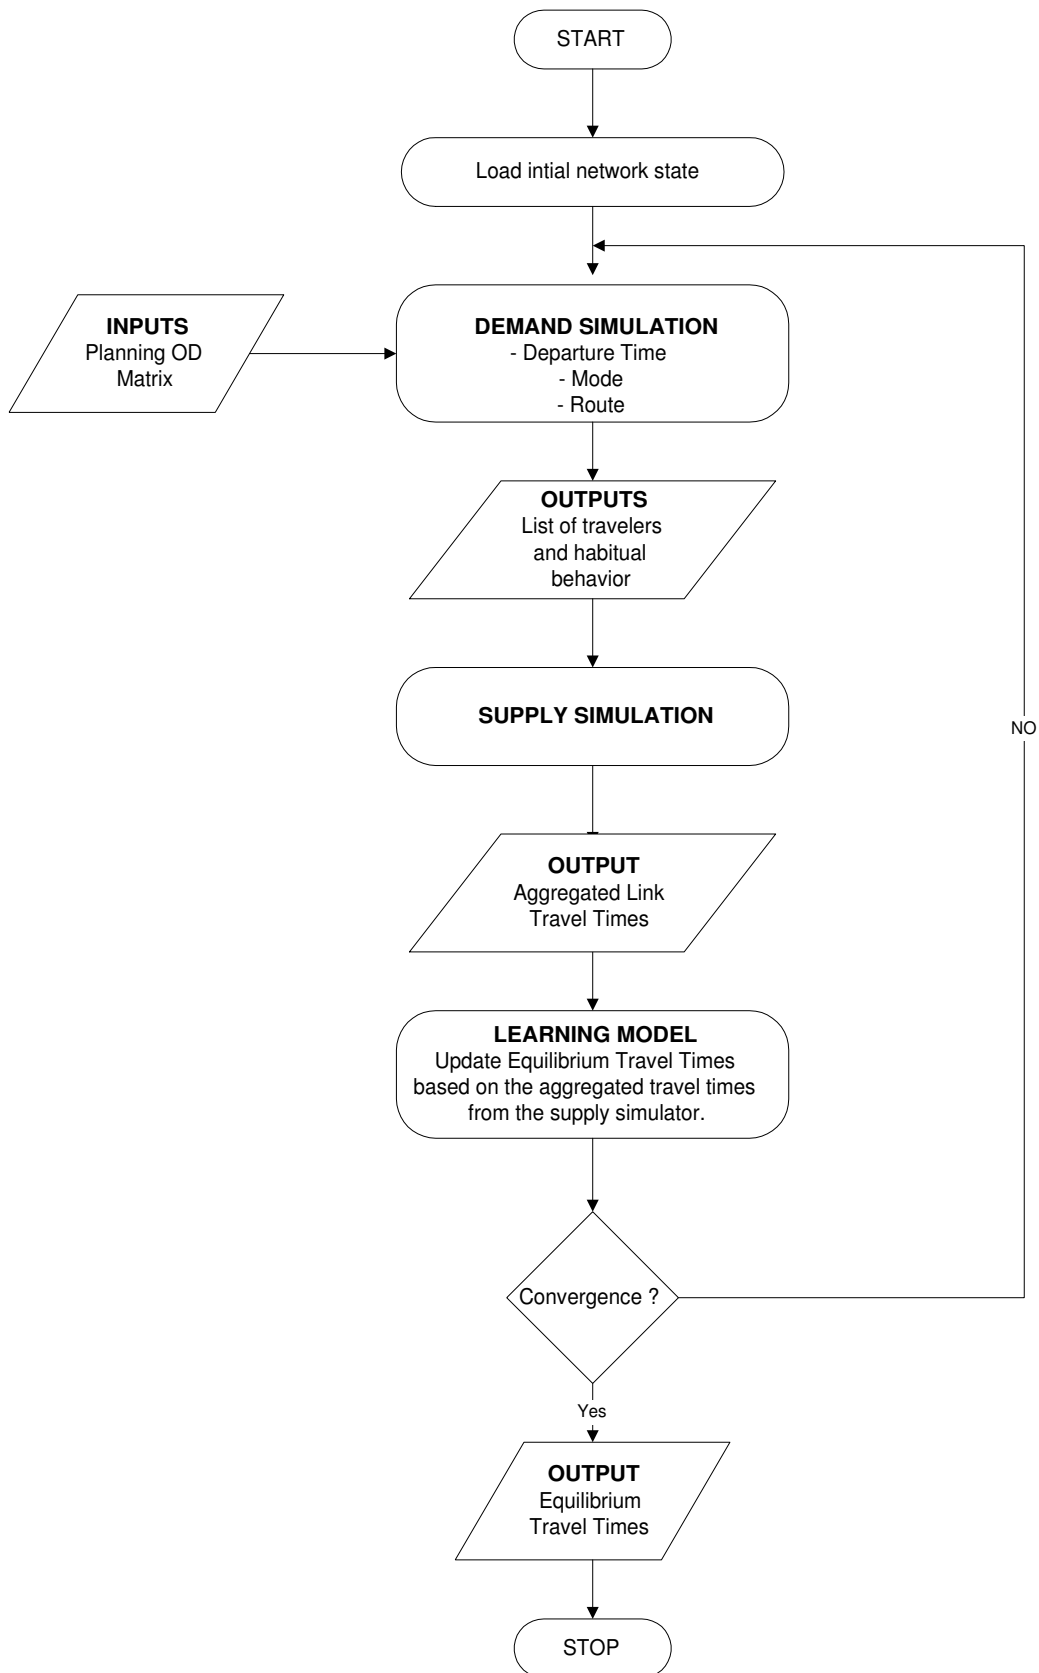 START
Load intial network state
INPUTS
Planning OD
Matrix
DEMAND SIMULATION
- Departure Time
- Mode
- Route
OUTPUTS
List of travelers
and habitual
behavior
SUPPLY SIMULATION
NO
OUTPUT
Aggregated Link
Travel Times
LEARNING MODEL
Update Equilibrium Travel Times
based on the aggregated travel times
from the supply simulator.
Convergence ?
Yes
OUTPUT
Equilibrium
Travel Times
STOP